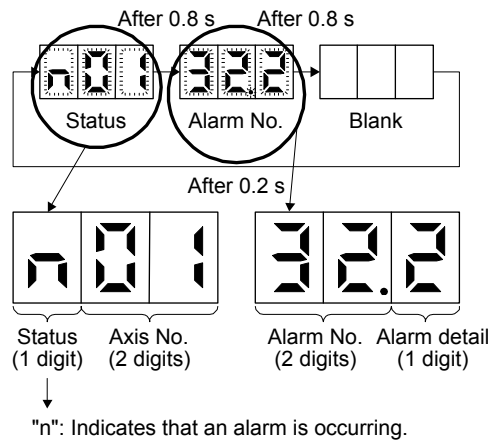 After 0.8 s After 0.8 s
n01 32.2
Status Alarm No. Blank
After 0.2 s
n01 32.2
Status Axis No. Alarm No. Alarm detail
(1 digit) (2 digits) (2 digits) (1 digit)
"n": Indicates that an alarm is occurring.